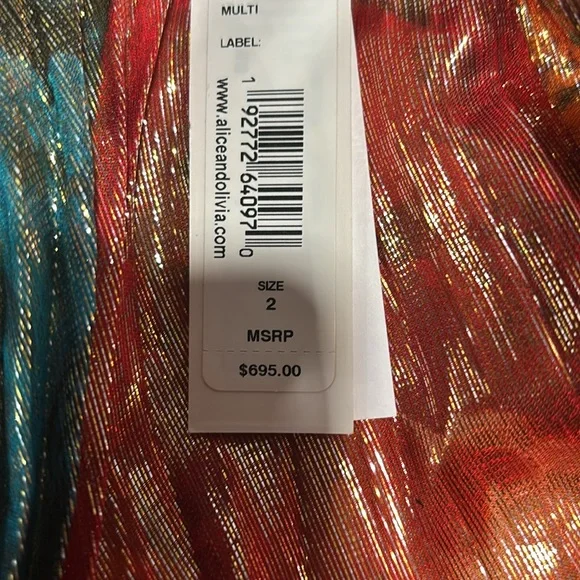 MULTI
LABEL:
1 92772 64097 0
www.aliceandolivia.com
SIZE
2
MSRP
$695.00